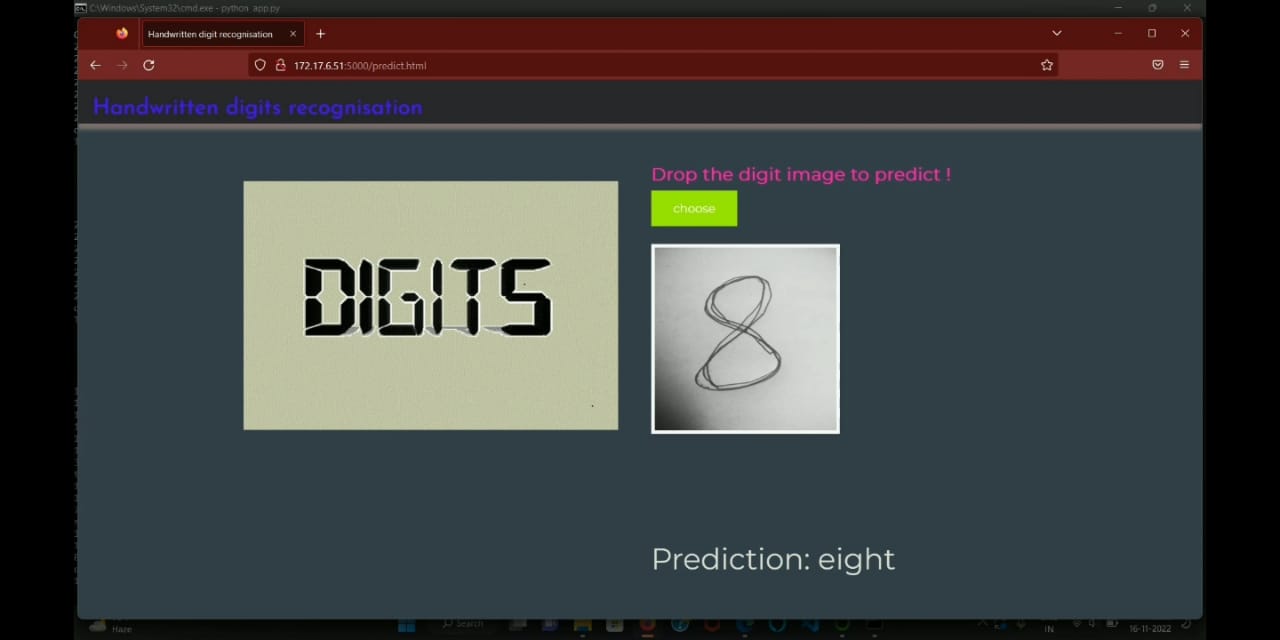 C:\Windows\System32\cmd.exe - python app.py
Handwritten digit recognisation
172.17.6.51:5000/predict.html
Handwritten digits recognisation
Drop the digit image to predict !
choose
DIGITS
8
Prediction: eight
Haze
Search
IN
16-11-2022